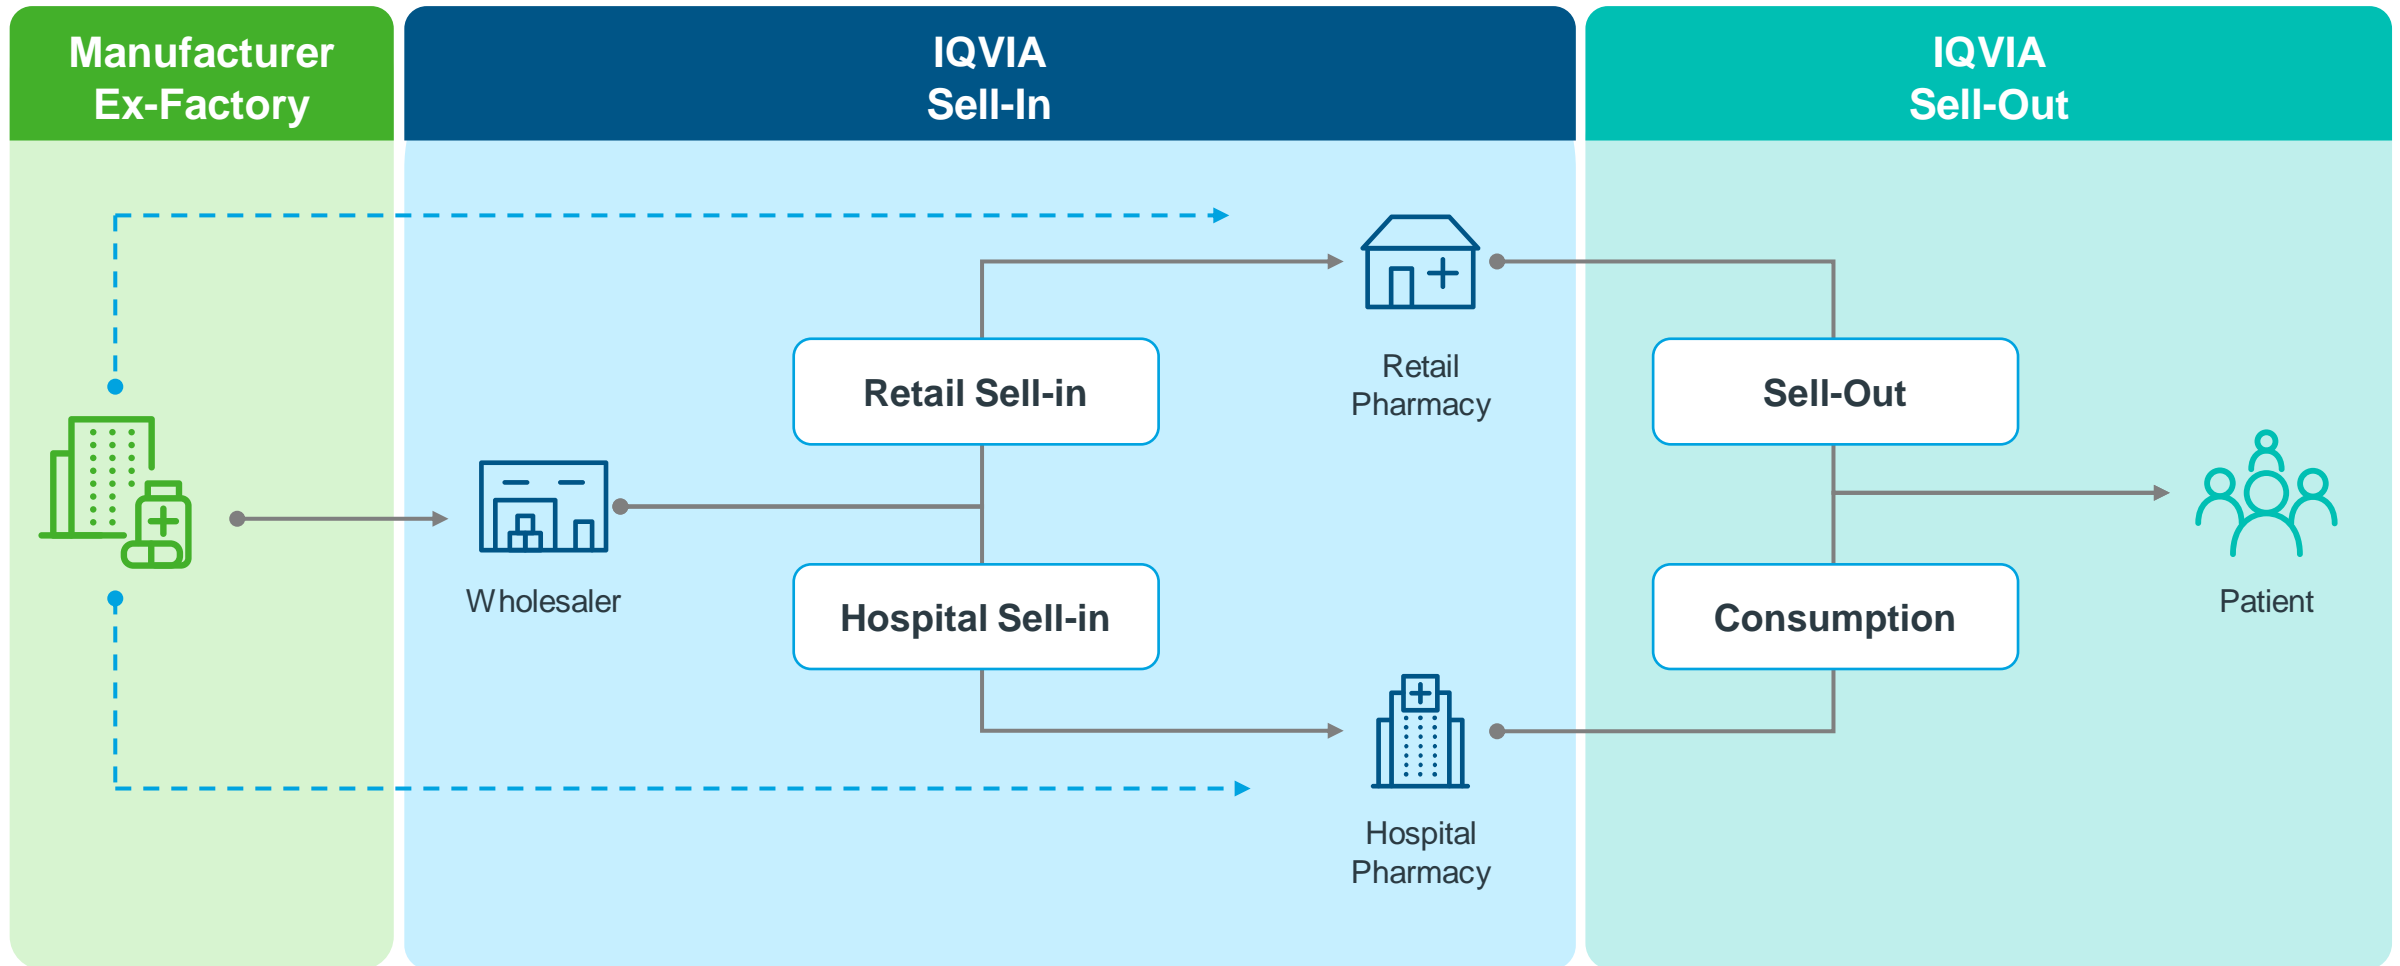 Manufacturer
Ex-Factory
IQVIA
Sell-In
IQVIA
Sell-Out
Retail Sell-in
Retail
Pharmacy
Sell-Out
Wholesaler
Hospital Sell-in
Consumption
Patient
Hospital
Pharmacy